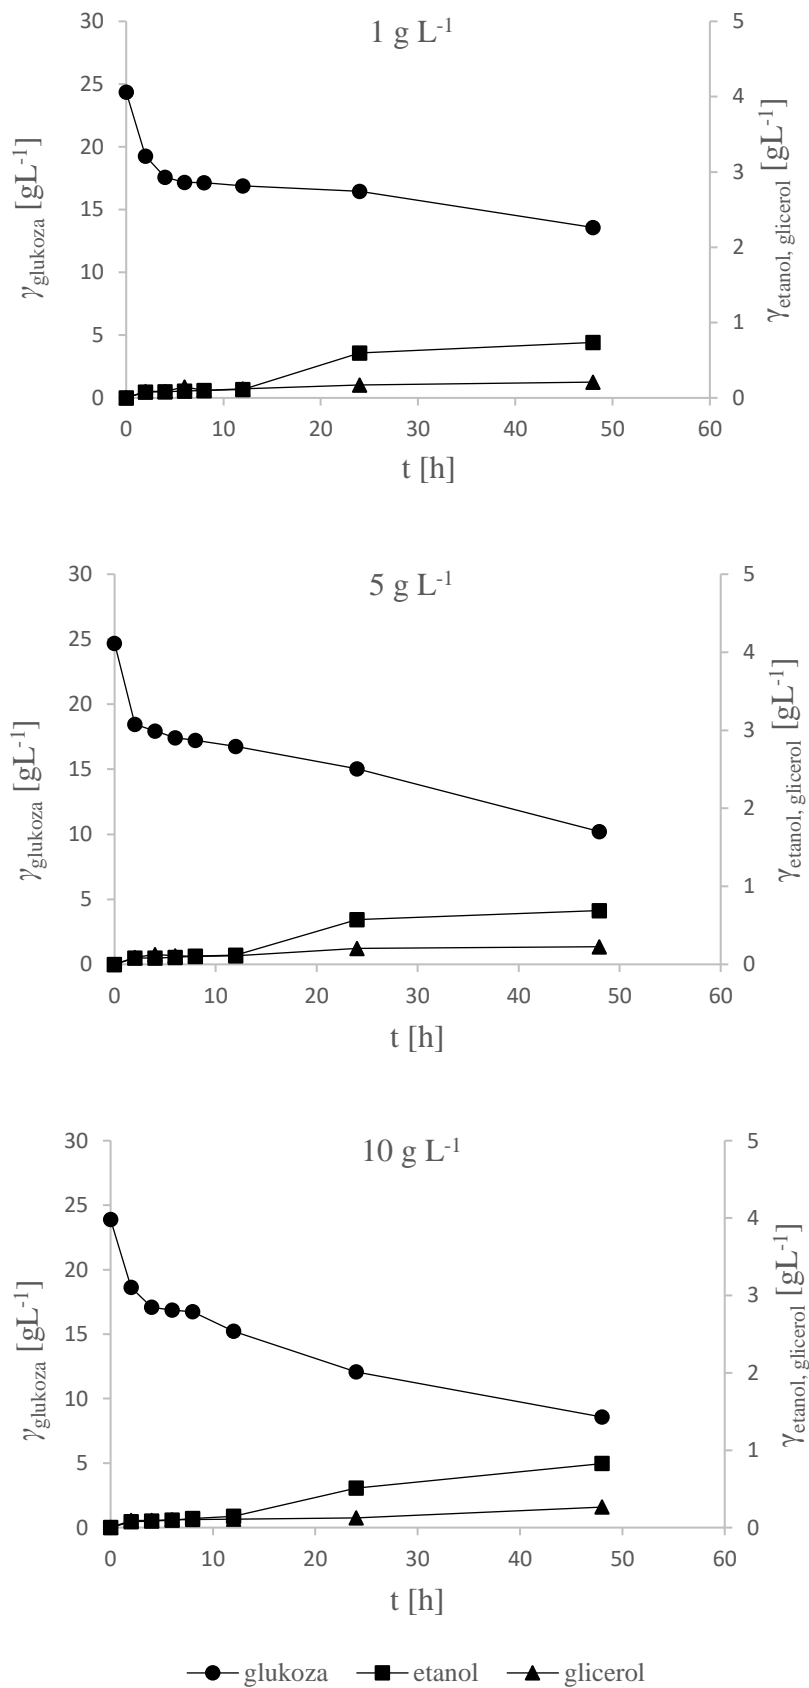 1 g L⁻¹
30
25
20
15
10
5
0
5
4
3
2
1
0
γglukoza [gL⁻¹]
γetanol, glicerol [gL⁻¹]
0 10 20 30 40 50 60
t [h]
5 g L⁻¹
30
25
20
15
10
5
0
5
4
3
2
1
0
γglukoza [gL⁻¹]
γetanol, glicerol [gL⁻¹]
0 10 20 30 40 50 60
t [h]
10 g L⁻¹
30
25
20
15
10
5
0
5
4
3
2
1
0
γglukoza [gL⁻¹]
γetanol, glicerol [gL⁻¹]
0 10 20 30 40 50 60
t [h]
glukoza etanol glicerol